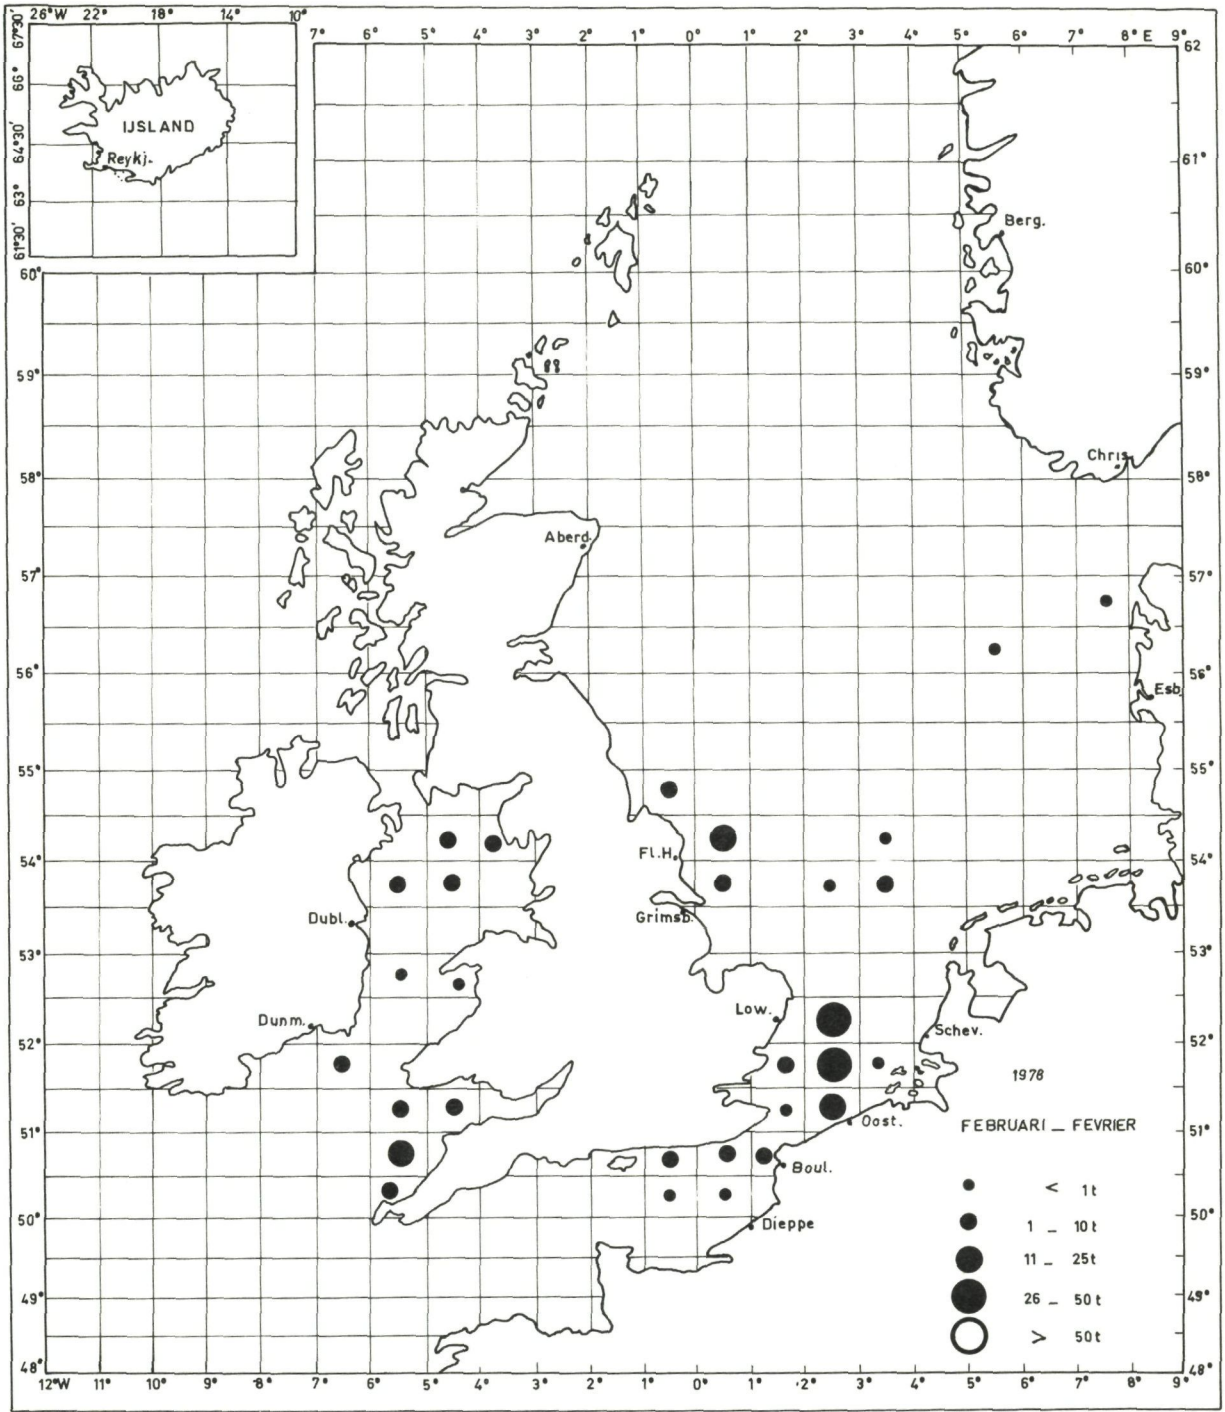 26°W 22° 18° 14° 10°
67°30' 66° 64°30' 63° 61°30'
IJSLAND
Reykj.
7° 6° 5° 4° 3° 2° 1° 0° 1° 2° 3° 4° 5° 6° 7° 8° E 9°
62
61°
Berg.
60° 60°
59° 59°
Chris
58° 58°
Aberd.
57° 57°
56° 56°
Esb
55° 55°
54° 54°
Fl.H.
Grimsb.
Dubl.
53° 53°
Low.
Dunm.
Schev.
52° 52°
1978
Oost.
FEBRUARI _ FEVRIER
51° 51°
Boul.
< 1t
1 _ 10t
50° 50°
Dieppe
11 _ 25t
26 _ 50t
49° 49°
> 50t
48° 48°
12°W 11° 10° 9° 8° 7° 6° 5° 4° 3° 2° 1° 0° 1° 2° 3° 4° 5° 6° 7° 8° 9°